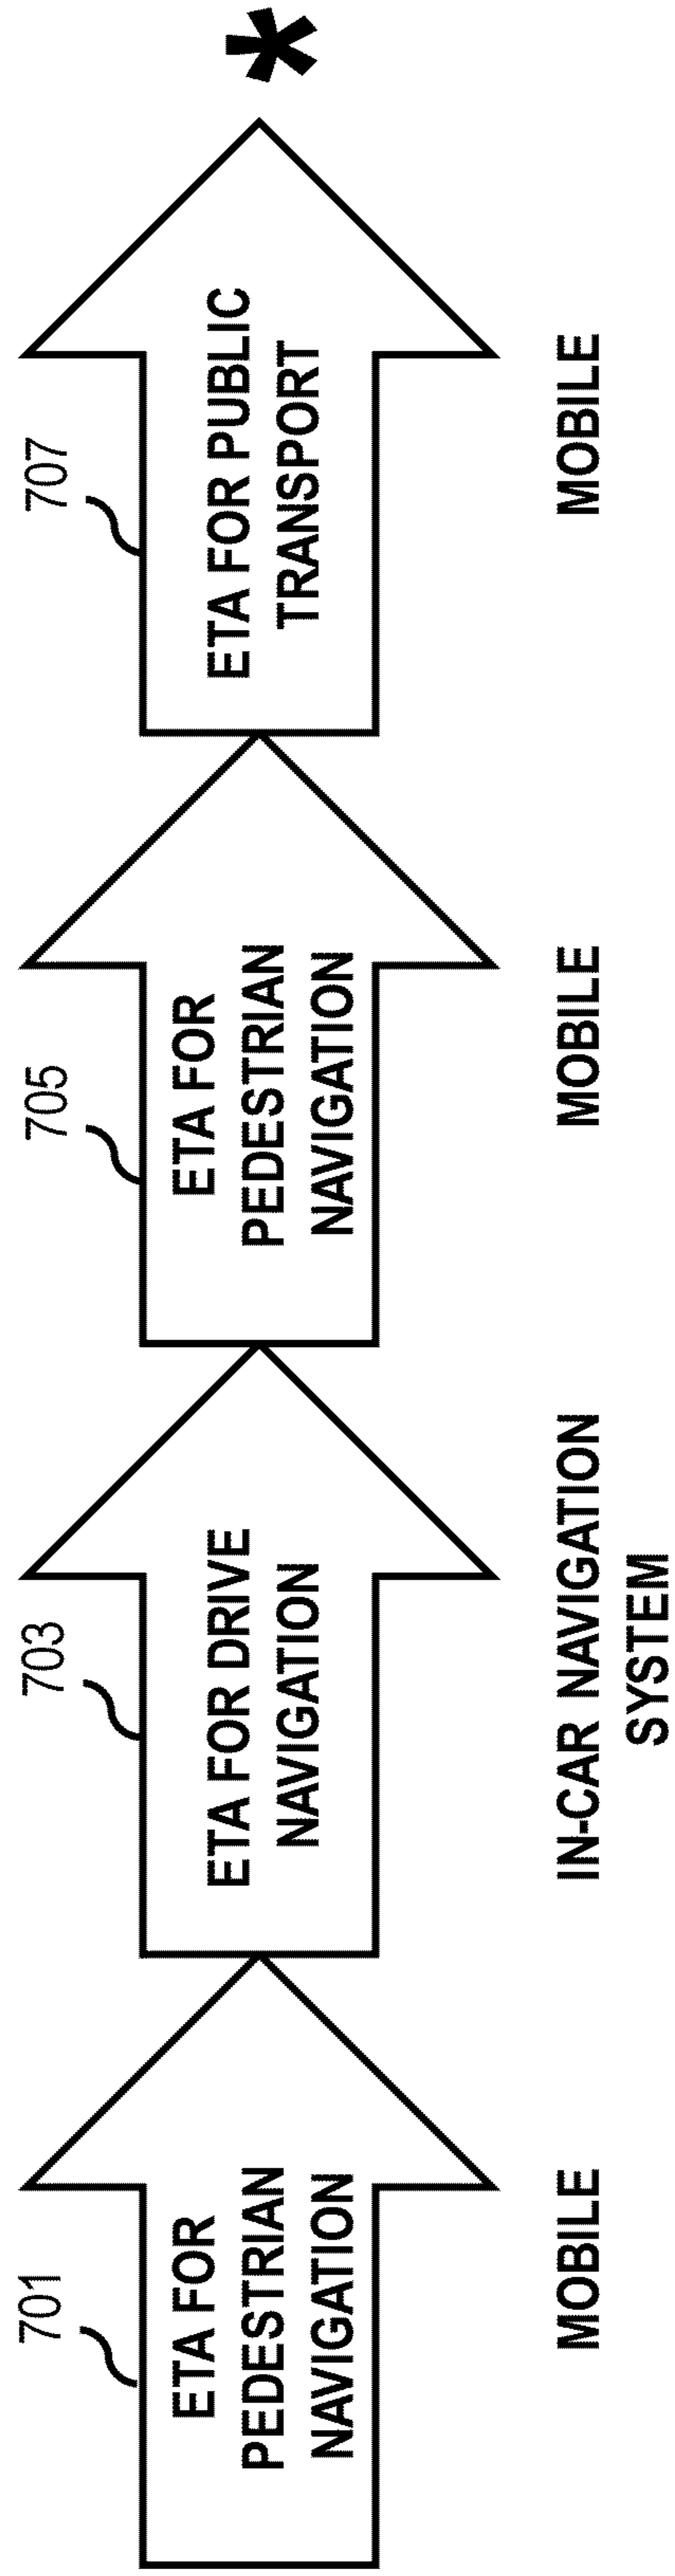 701
ETA FOR
PEDESTRIAN
NAVIGATION
MOBILE
703
ETA FOR DRIVE
NAVIGATION
IN-CAR NAVIGATION
SYSTEM
705
ETA FOR
PEDESTRIAN
NAVIGATION
MOBILE
707
ETA FOR PUBLIC
TRANSPORT
MOBILE
*